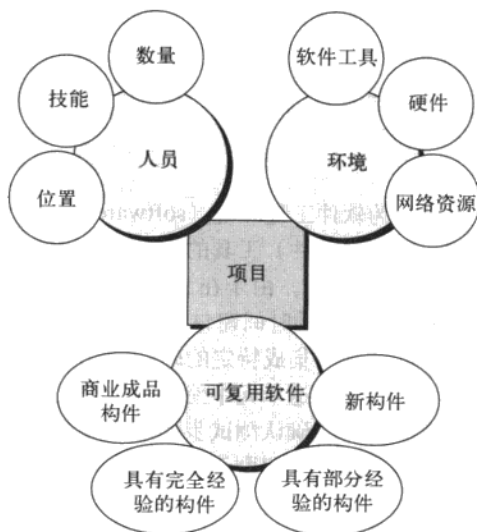 数量
软件工具
技能
硬件
人员
环境
位置
网络资源
software
项目
商业成品
构件
可复用软件
新构件
具有完全经
验的构件
具有部分经
验的构件